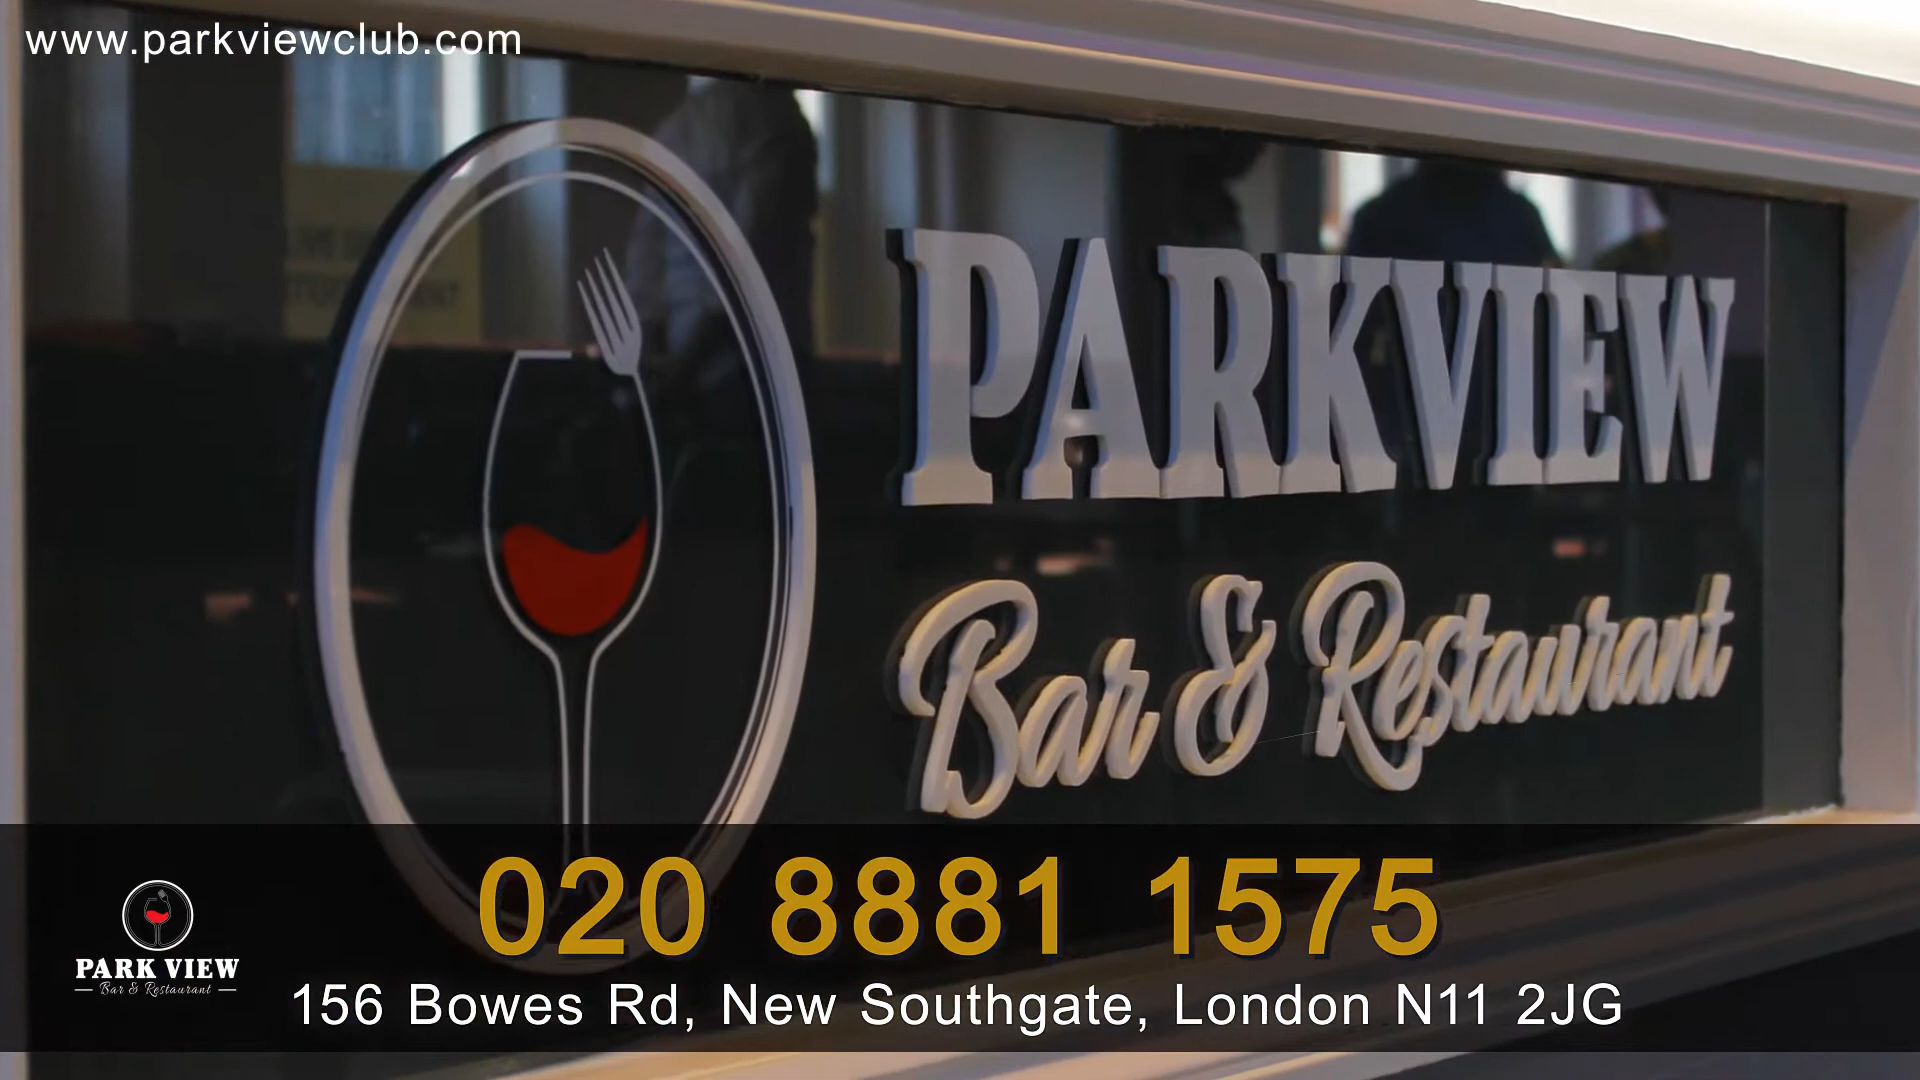 www.parkviewclub.com
PARKVIEW
Bar & Restaurant
020 8881 1575
PARK VIEW
Bar & Restaurant
156 Bowes Rd, New Southgate, London N11 2JG